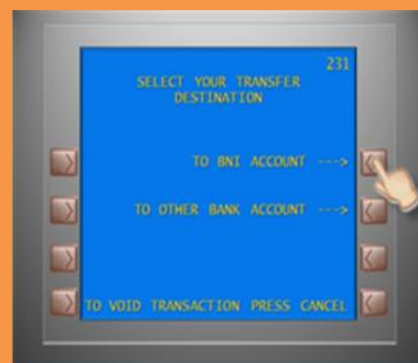 231
SELECT YOUR TRANSFER
DESTINATION
TO BNI ACCOUNT --->
TO OTHER BANK ACCOUNT --->
TO VOID TRANSACTION PRESS CANCEL